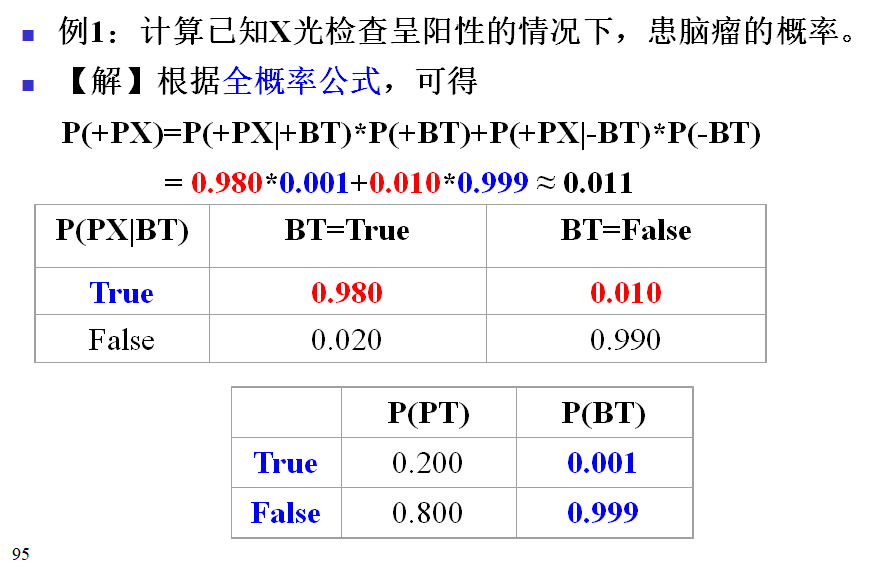 例1：计算已知X光检查呈阳性的情况下，患脑瘤的概率。
【解】根据全概率公式，可得
P(+PX)=P(+PX|+BT)*P(+BT)+P(+PX|-BT)*P(-BT)
= 0.980*0.001+0.010*0.999 ≈ 0.011
P(PX|BT) BT=True BT=False
True 0.980 0.010
False 0.020 0.990
P(PT) P(BT)
True 0.200 0.001
False 0.800 0.999
95